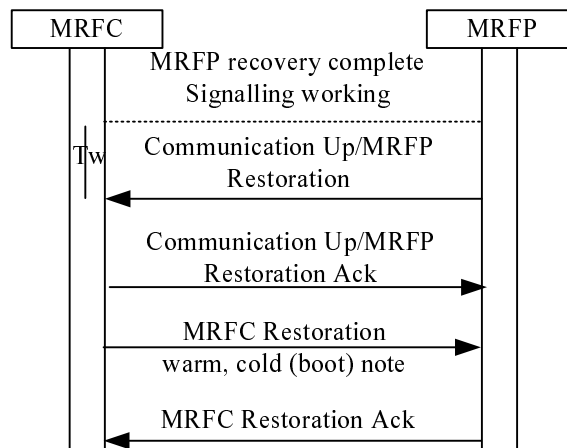 MRFC
MRFP
MRFP recovery complete
Signalling working
Tw
Communication Up/MRFP
Restoration
Communication Up/MRFP
Restoration Ack
MRFC Restoration
warm, cold (boot) note
MRFC Restoration Ack